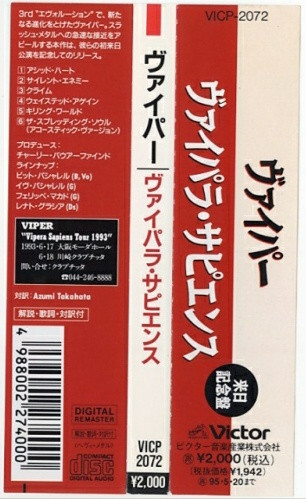 3rd "エヴォルーション"で、新た
なる進化をとげたヴァイパー。スラ
ッシュ・メタルへの急速な接近をア
ピールする本作は、彼らの初来日
公演を記念してのリリース。
①アシッド・ハート
②サイレント・エネミー
③クライム
④ウェイステッド・アゲイン
⑤キリング・ワールド
⑥ザ・スプレッディング・ソウル
(アコースティック・ヴァージョン)
プロデュース：
チャーリー・バウアーファインド
ラインナップ：
ピット・パシャレル(B, Vo)
イヴ・パシャレル(G)
フェリッペ・マカド(G)
レナト・グラシア(Ds)
VIPER
"Vipera Sapiens Tour 1993"
1993・6・17 大阪モーダホール
6・18 川崎クラブチッタ
問い合せ：クラブチッタ
☎044-246-8888
対訳：Azumi Takahata
解説・歌詞・対訳付
4988002274000
DIGITAL
REMASTER
COMPACT
disc
DIGITAL AUDIO
ヴァイパー
ヴァイパラ・サピエンス
VICP
2072
¥2,000
VICP-2072
ヴァイパー
ヴァイパラ・サピエンス
来日
記念盤
Victor
ビクター音楽産業株式会社
¥2,000(税込)
(税抜価格¥1,942)
95・5・20まで